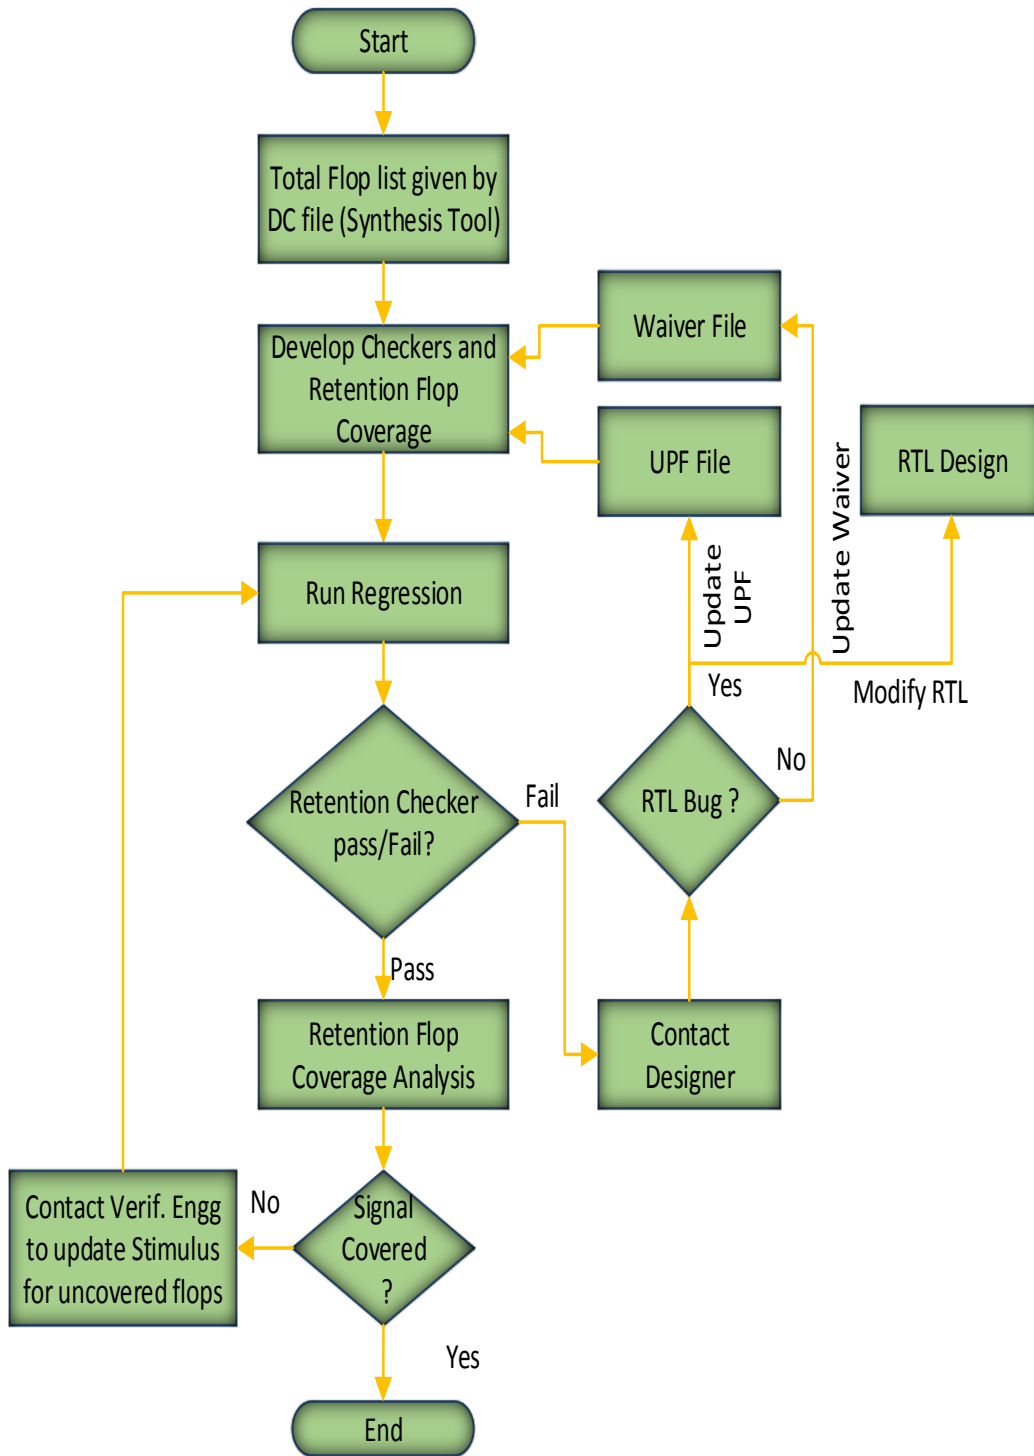 Start
Total Flop list given by
DC file (Synthesis Tool)
Develop Checkers and
Retention Flop
Coverage
Waiver File
UPF File
RTL Design
Update
UPF
Update Waiver
Run Regression
Yes
Modify RTL
No
RTL Bug ?
Retention Checker
pass/Fail?
Fail
Pass
Retention Flop
Coverage Analysis
Contact
Designer
Signal
Covered
?
No
Contact Verif. Engg
to update Stimulus
for uncovered flops
Yes
End